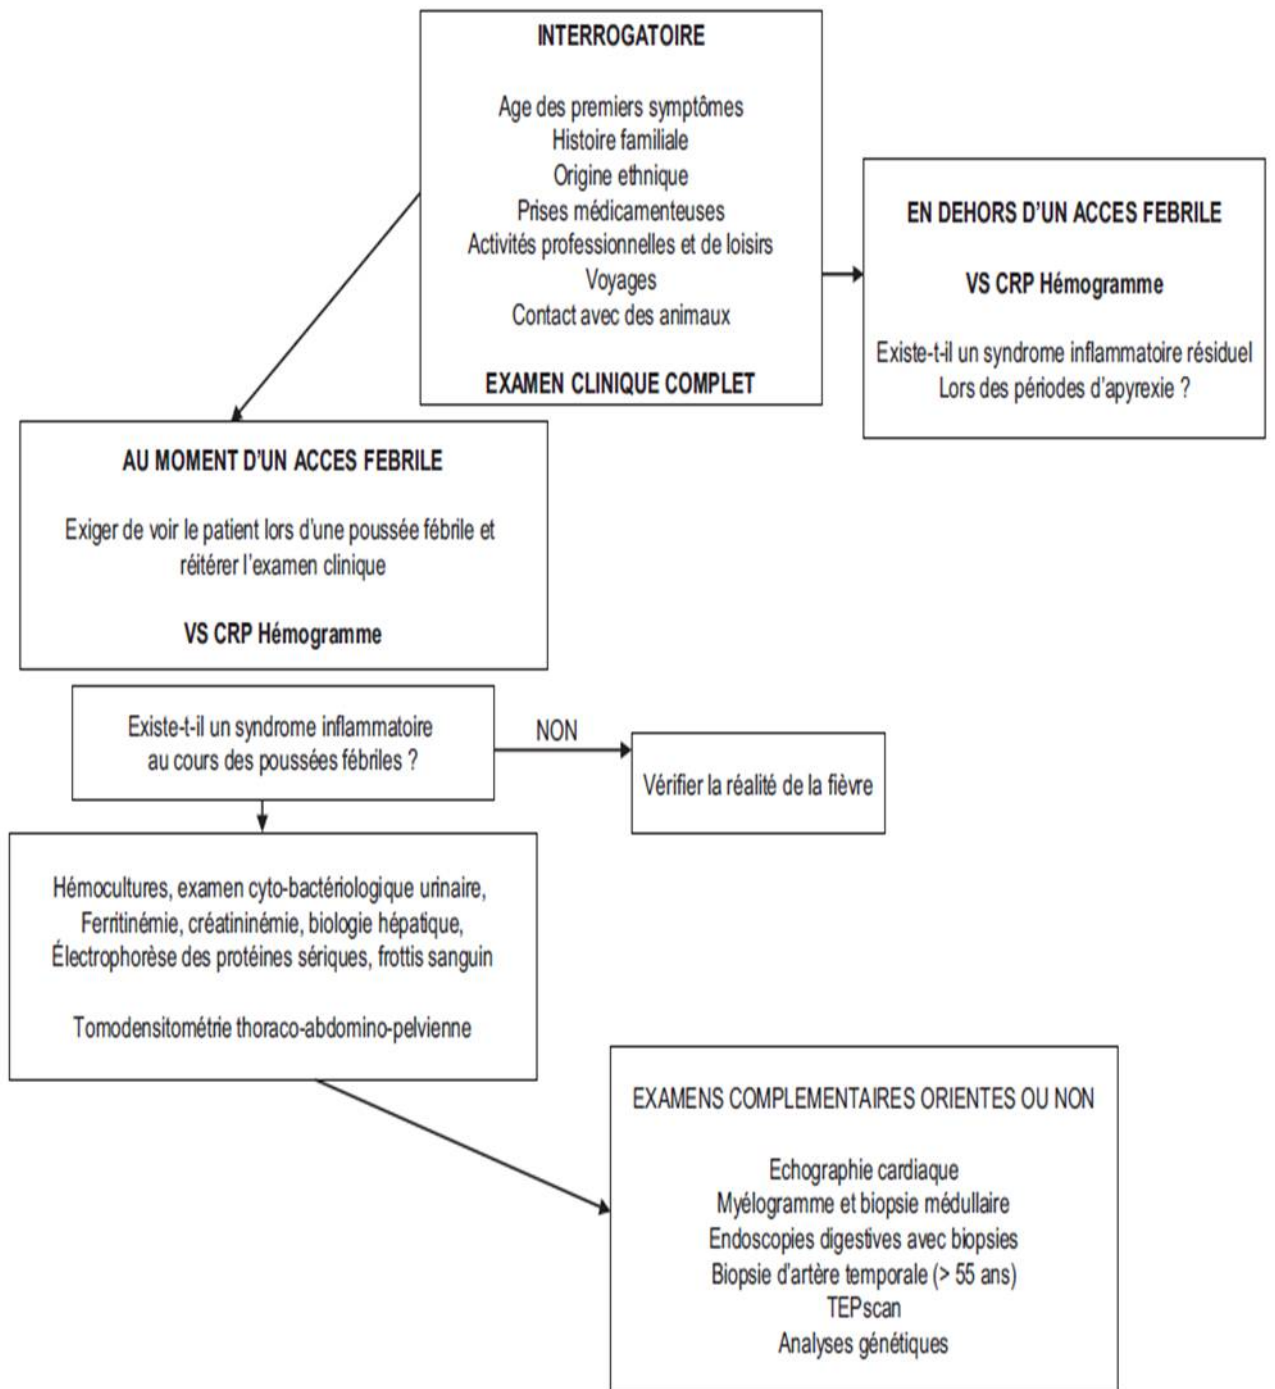 INTERROGATOIRE
Age des premiers symptômes
Histoire familiale
Origine ethnique
Prises médicamenteuses
Activités professionnelles et de loisirs
Voyages
Contact avec des animaux
EXAMEN CLINIQUE COMPLET
EN DEHORS D'UN ACCES FEBRILE
VS CRP Hémogramme
Existe-t-il un syndrome inflammatoire résiduel
Lors des périodes d'apyrexie ?
AU MOMENT D'UN ACCES FEBRILE
Exiger de voir le patient lors d'une poussée fébrile et
réitérer l'examen clinique
VS CRP Hémogramme
Existe-t-il un syndrome inflammatoire
au cours des poussées fébriles ?
NON
Vérifier la réalité de la fièvre
Hémocultures, examen cyto-bactériologique urinaire,
Ferritinémie, créatininémie, biologie hépatique,
Électrophorèse des protéines sériques, frottis sanguin
Tomodensitométrie thoraco-abdomino-pelvienne
EXAMENS COMPLEMENTAIRES ORIENTES OU NON
Echographie cardiaque
Myélogramme et biopsie médullaire
Endoscopies digestives avec biopsies
Biopsie d'artère temporale (> 55 ans)
TEPscan
Analyses génétiques